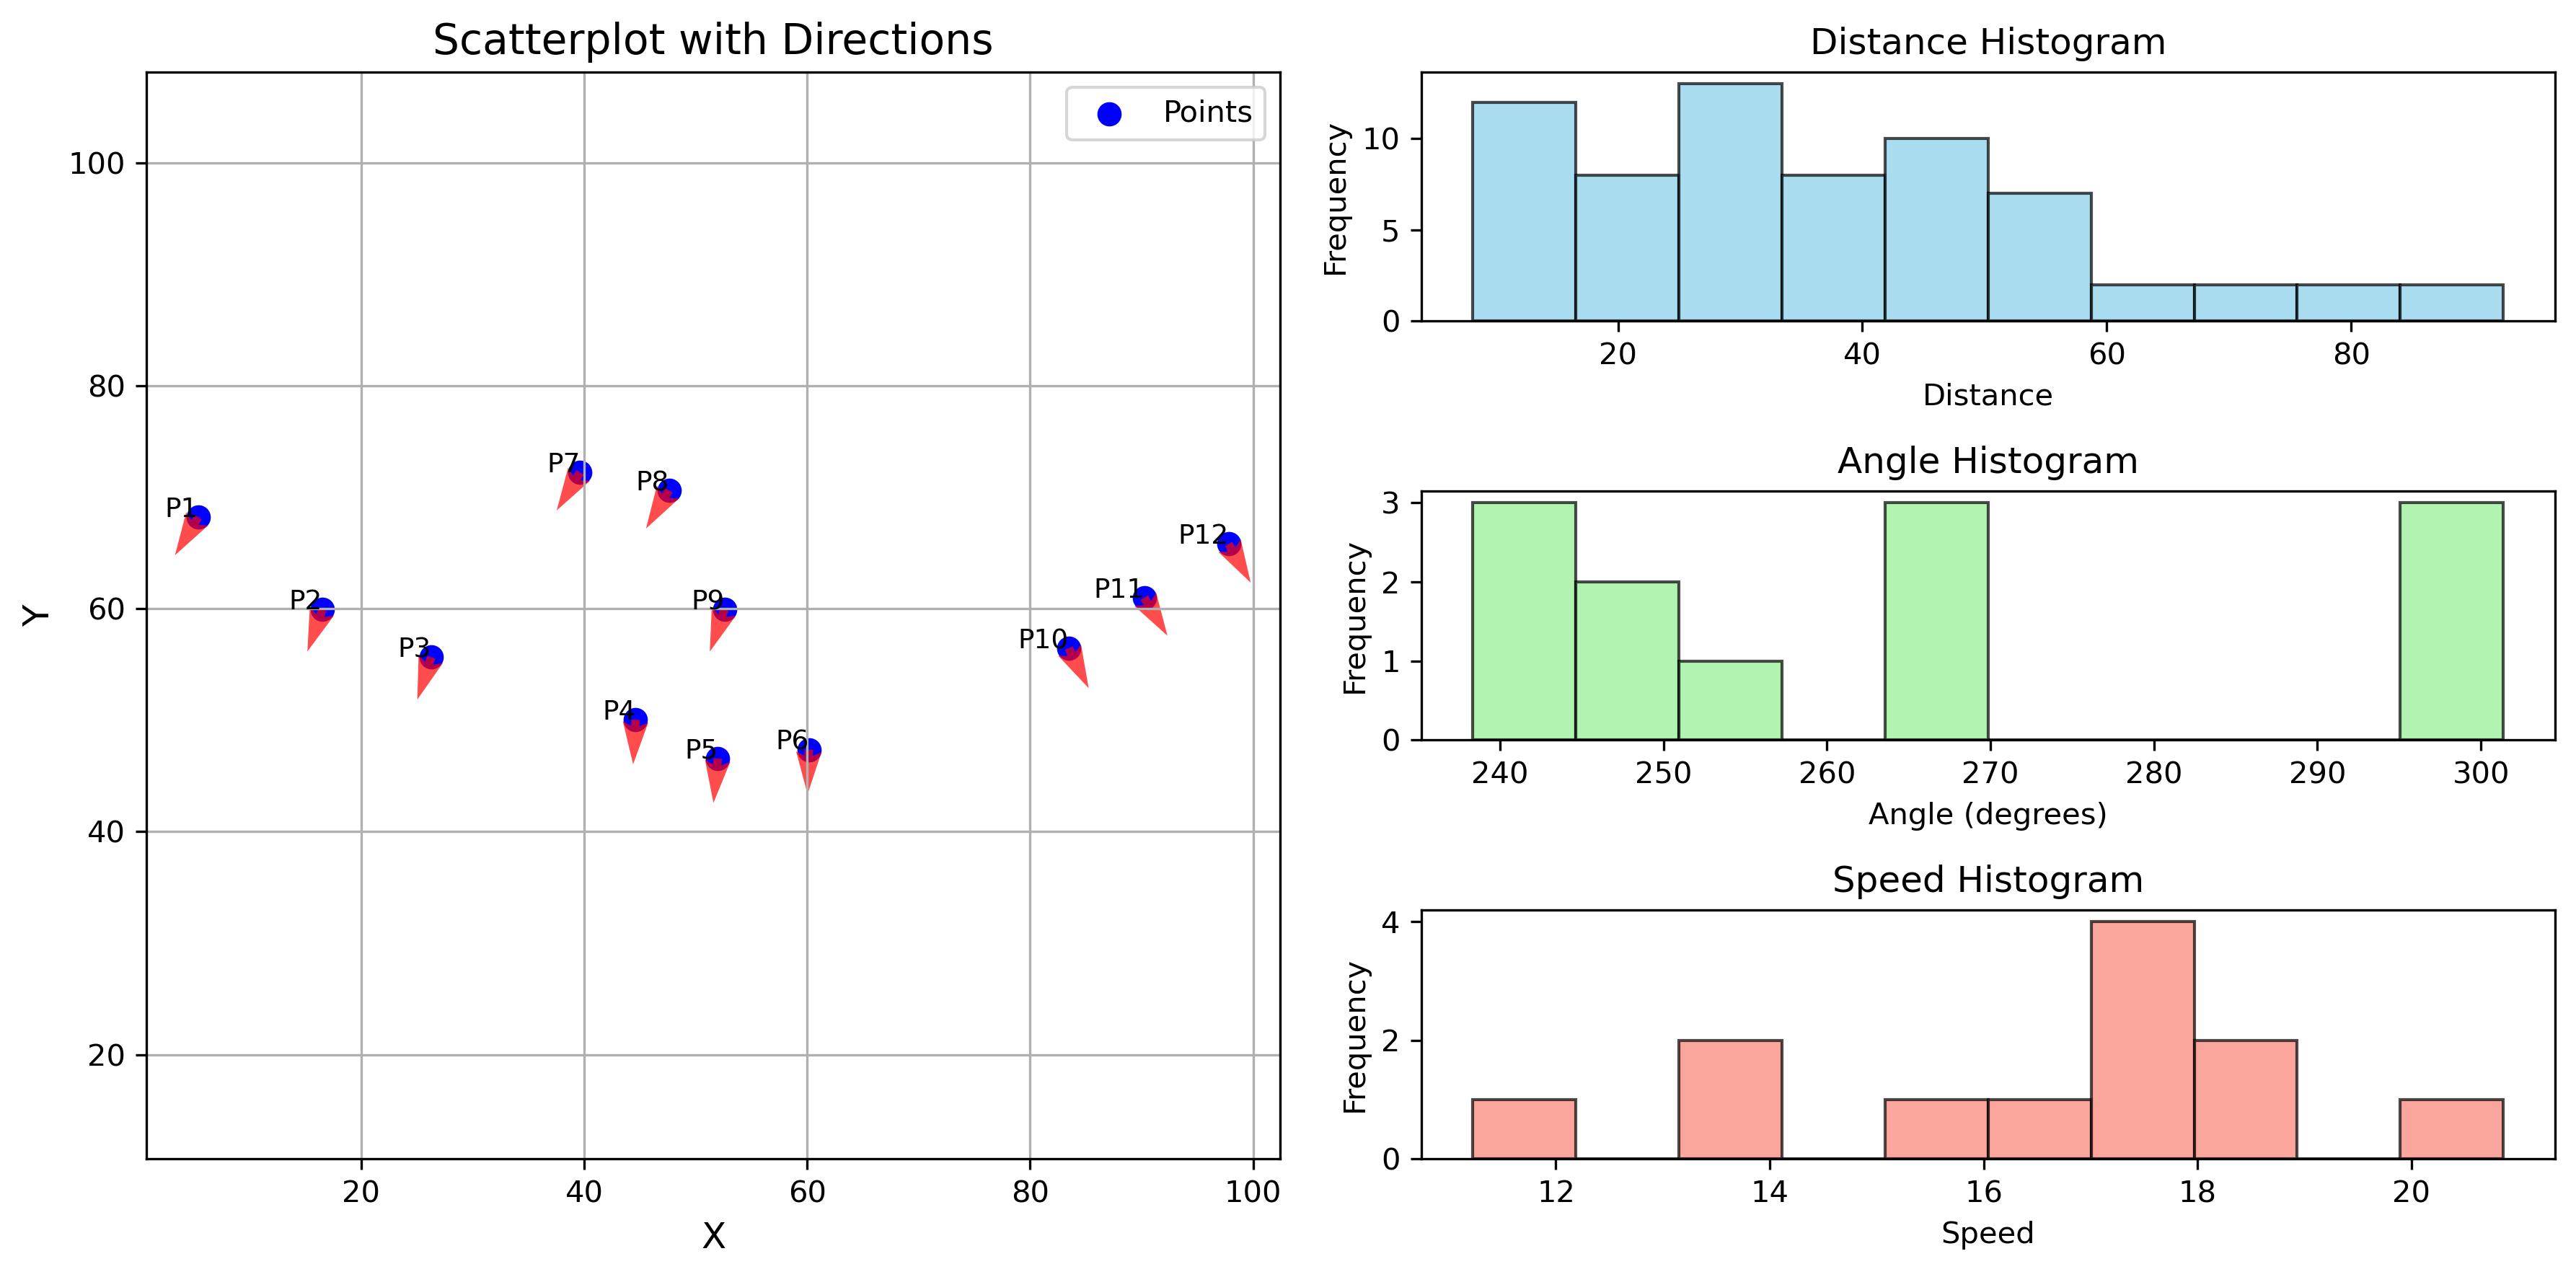 Scatterplot with Directions
Points
100
80
60
40
20
Y
P7
P8
P1
P12
P11
P2
P9
P3
P10
P4
P5
P6
20
40
60
80
100
X
Distance Histogram
Frequency
10
5
0
20
40
60
80
Distance
Angle Histogram
Frequency
3
2
1
0
240
250
260
270
280
290
300
Angle (degrees)
Speed Histogram
Frequency
4
2
0
12
14
16
18
20
Speed